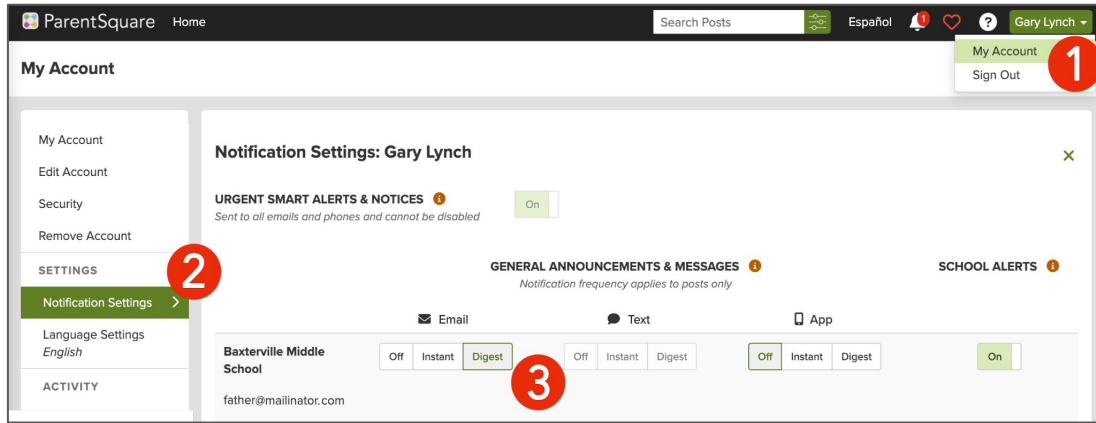 ParentSquare Home Search Posts Español 1 ? Gary Lynch
My Account
Sign Out
1
My Account
My Account
Edit Account
Security
Remove Account
SETTINGS
2
Notification Settings
Language Settings
English
ACTIVITY
Notification Settings: Gary Lynch
URGENT SMART ALERTS & NOTICES i On
Sent to all emails and phones and cannot be disabled
GENERAL ANNOUNCEMENTS & MESSAGES i SCHOOL ALERTS i
Notification frequency applies to posts only
Email Text App
Baxterville Middle Off Instant Digest Off Instant Digest Off Instant Digest On
School
3
father@mailinator.com